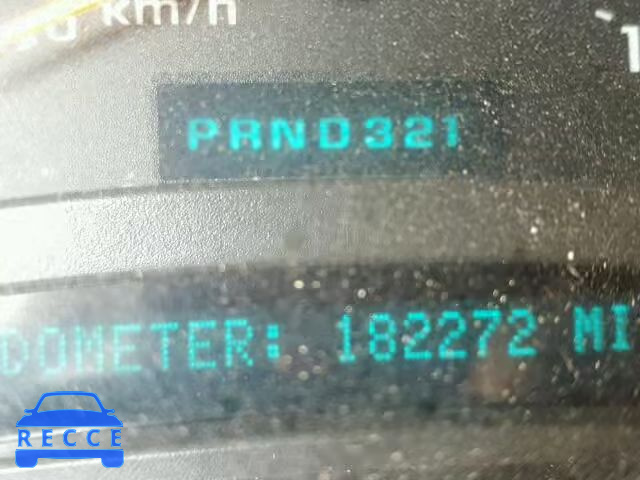 km/h
PRND321
DOMETER: 182272 MI
RECCE